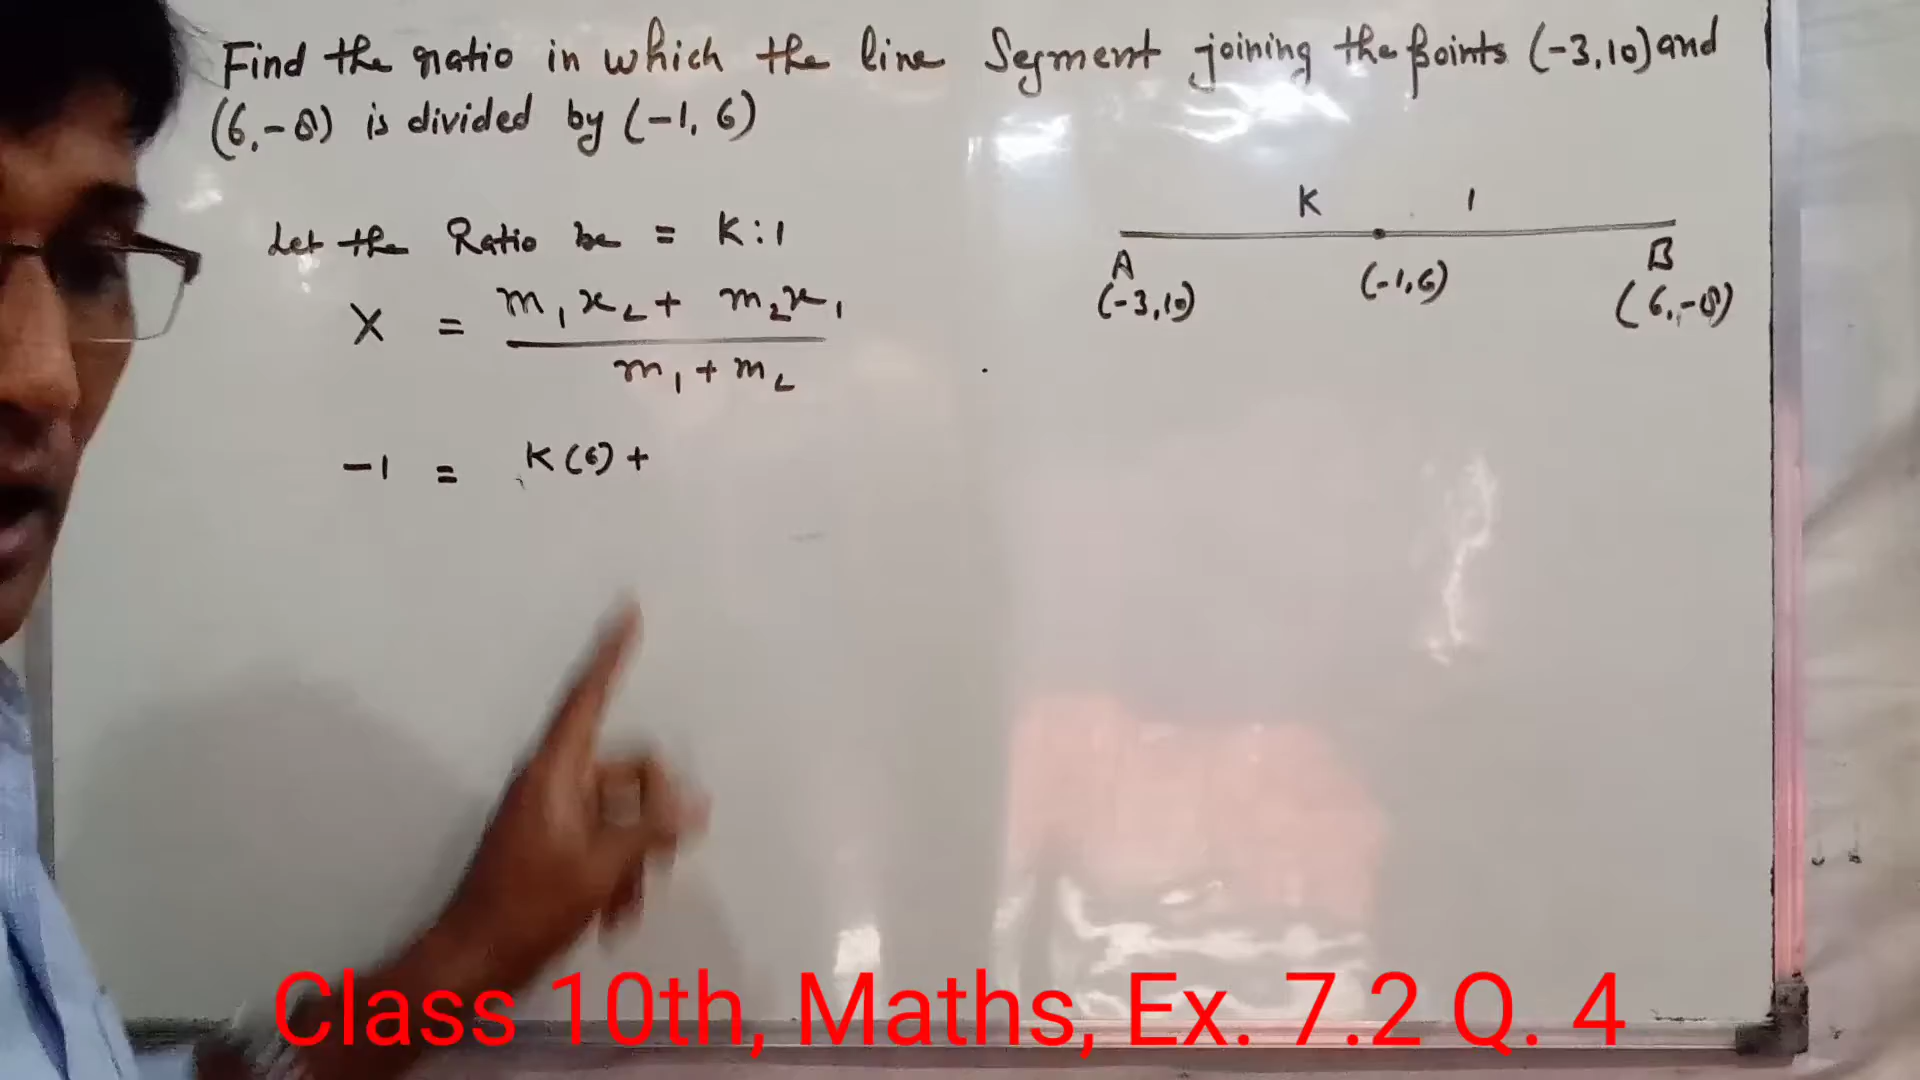 Find the ratio in which the line Segment joining the points (-3,10) and
(6,-8) is divided by (-1, 6)
Let the Ratio be = K:1
K 1
A B
(-3,10) (-1,6) (6,-8)
X = m₁x₂ + m₂x₁
m₁ + m₂
-1 = K(6) +
Class 10th, Maths, Ex. 7.2 Q. 4